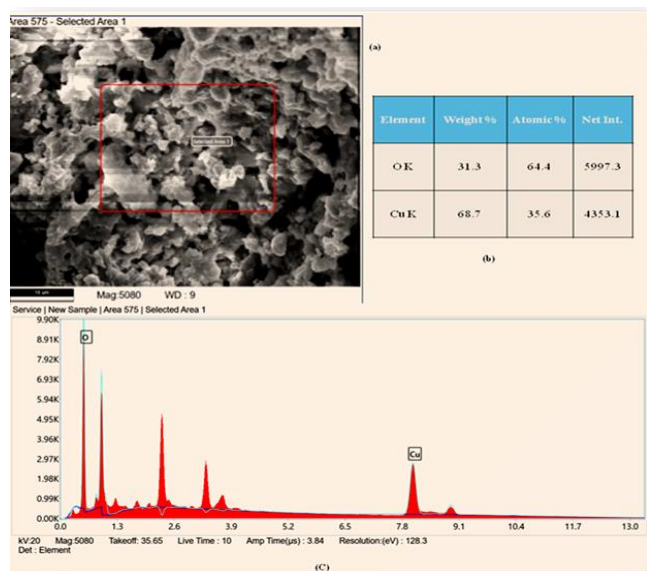 Area 575 - Selected Area 1
(a)
Selected Area 1
10 µm
Mag:5080 WD : 9
Element Weight % Atomic % Net Int.
O K 31.3 64.4 5997.3
Cu K 68.7 35.6 4353.1
(b)
Service | New Sample | Area 575 | Selected Area 1
9.90K
8.91K
7.92K
6.93K
5.94K
4.95K
3.96K
2.97K
1.98K
0.99K
0.00K
O
Cu
0.0 1.3 2.6 3.9 5.2 6.5 7.8 9.1 10.4 11.7 13.0
kV:20 Mag:5080 Takeoff: 35.65 Live Time : 10 Amp Time(µs) : 3.84 Resolution:(eV) : 128.3
Det : Element
(C)